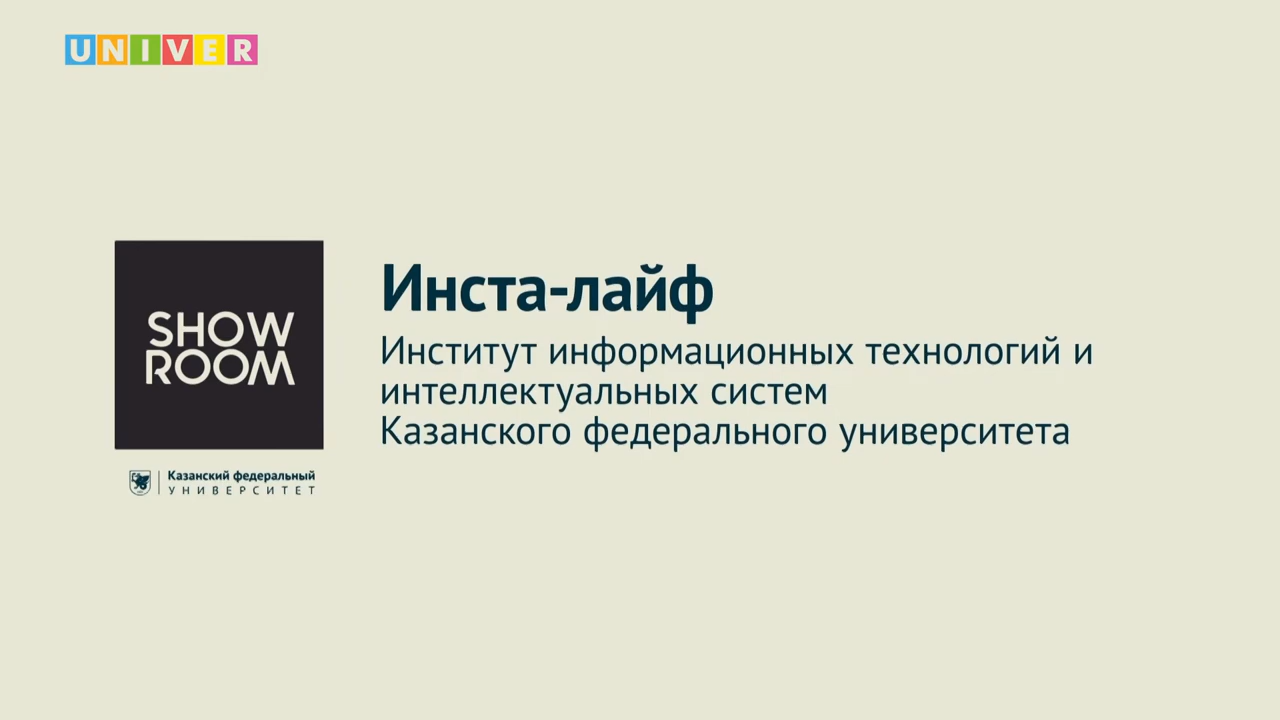 UNIVER
SHOW
ROOM
Казанский федеральный
УНИВЕРСИТЕТ
Инста-лайф
Институт информационных технологий и
интеллектуальных систем
Казанского федерального университета